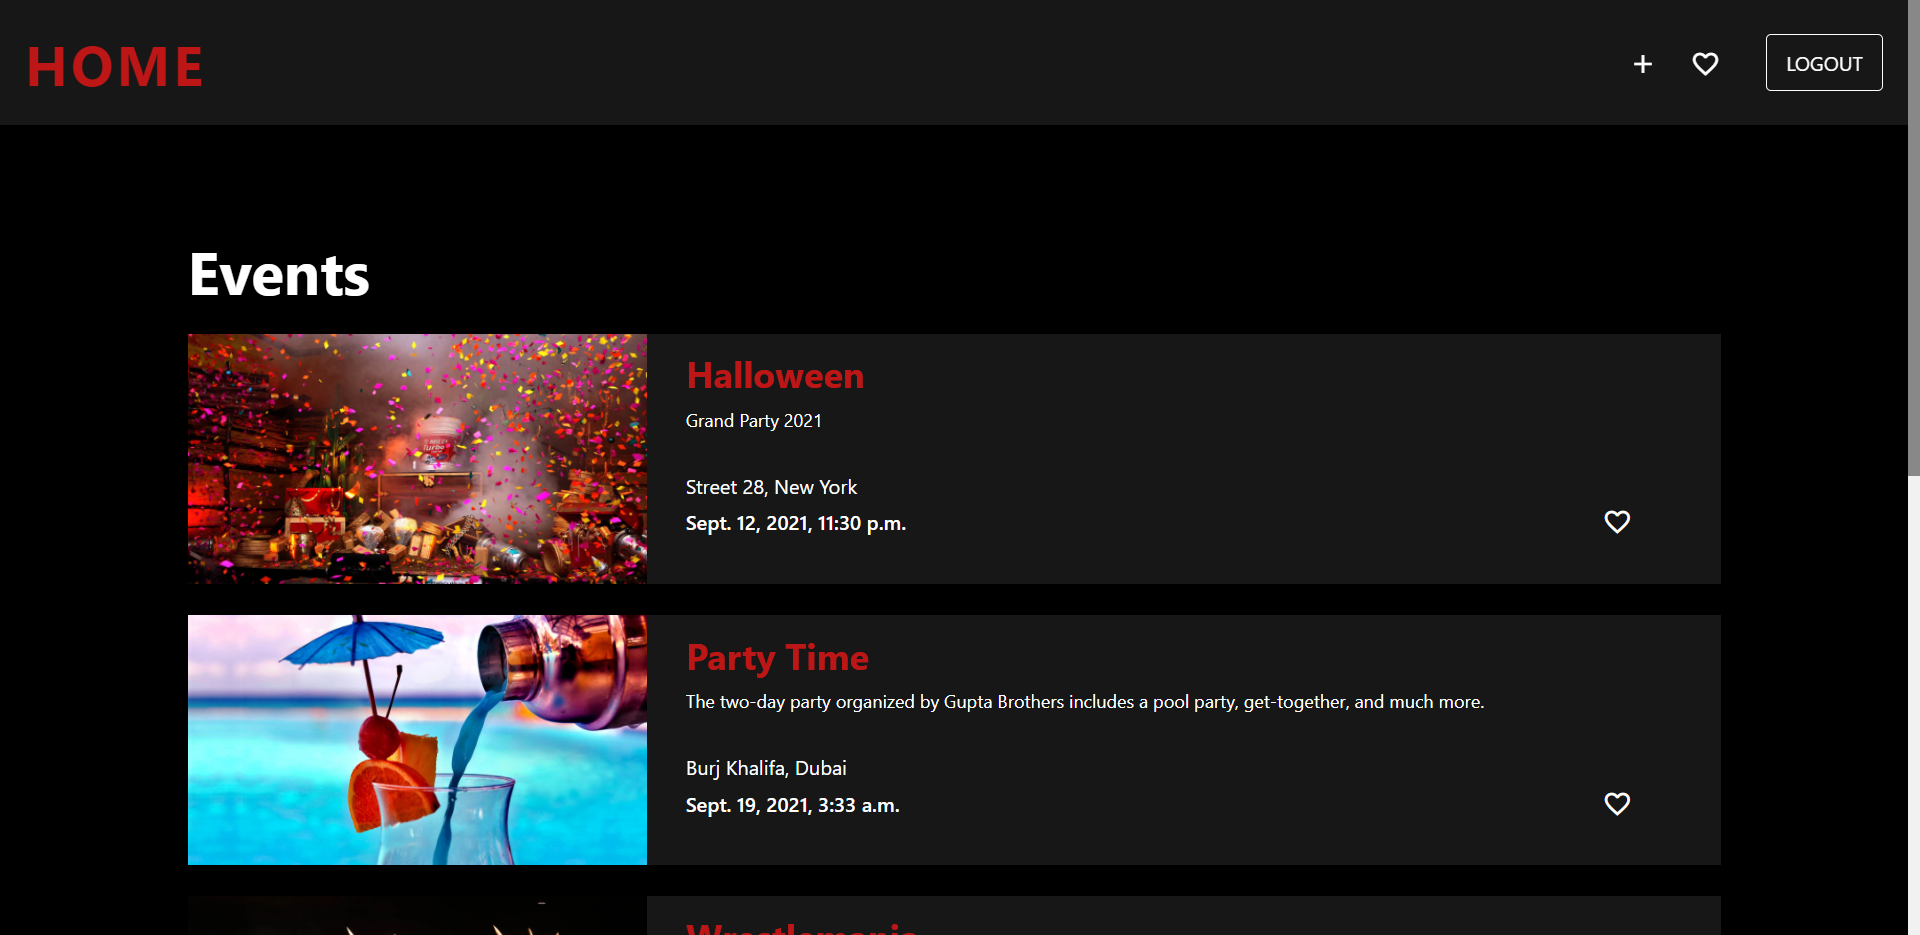 HOME
LOGOUT
Events
Halloween
Grand Party 2021
Street 28, New York
Sept. 12, 2021, 11:30 p.m.
Party Time
The two-day party organized by Gupta Brothers includes a pool party, get-together, and much more.
Burj Khalifa, Dubai
Sept. 19, 2021, 3:33 a.m.
Wrestlemania